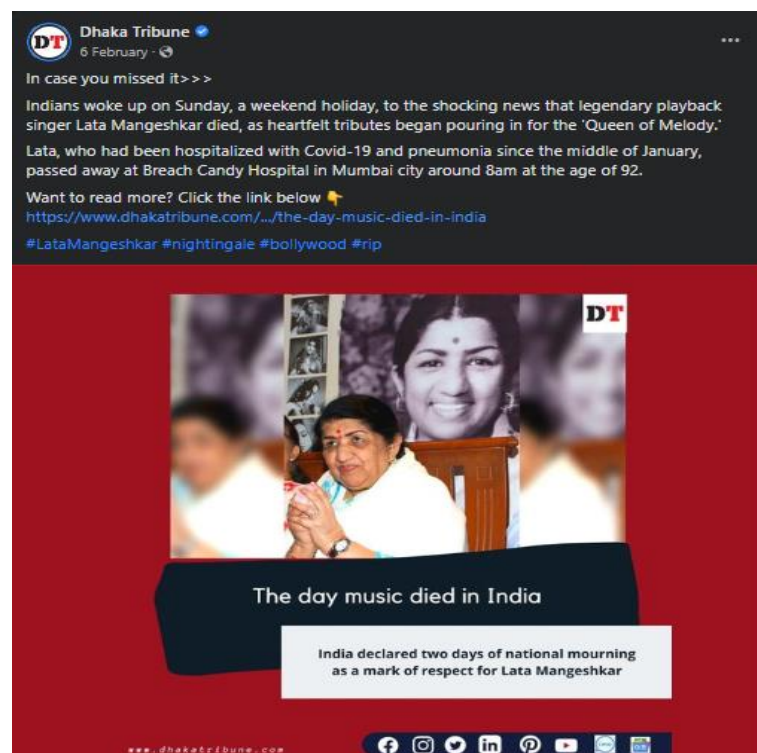 DT
Dhaka Tribune
6 February ·
...
In case you missed it>>>
Indians woke up on Sunday, a weekend holiday, to the shocking news that legendary playback
singer Lata Mangeshkar died, as heartfelt tributes began pouring in for the 'Queen of Melody.'
Lata, who had been hospitalized with Covid-19 and pneumonia since the middle of January,
passed away at Breach Candy Hospital in Mumbai city around 8am at the age of 92.
Want to read more? Click the link below 👇
https://www.dhakatribune.com/.../the-day-music-died-in-india
#LataMangeshkar #nightingale #bollywood #rip
DT
The day music died in India
India declared two days of national mourning
as a mark of respect for Lata Mangeshkar
www.dhakatribune.com